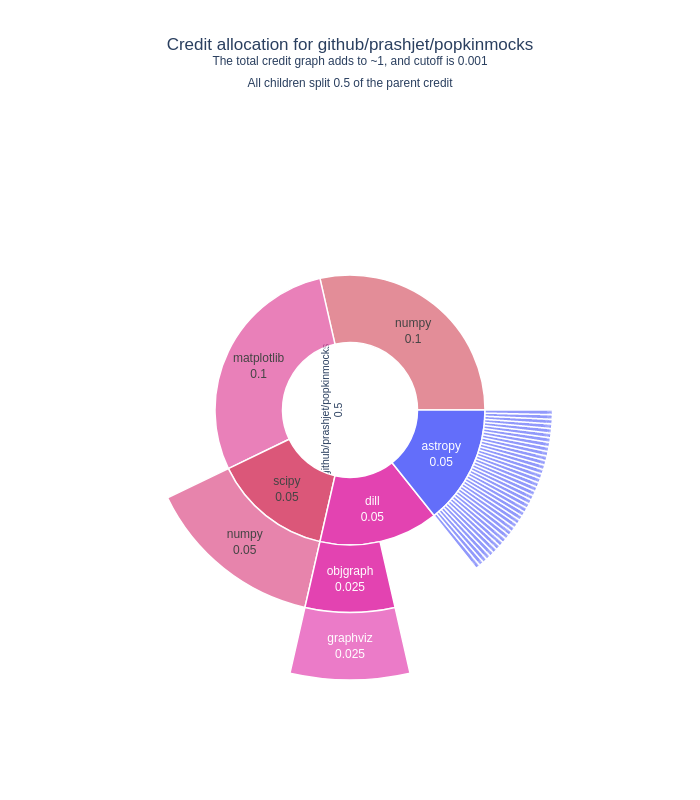 Credit allocation for github/prashjet/popkinmocks
The total credit graph adds to ~1, and cutoff is 0.001
All children split 0.5 of the parent credit
numpy
0.1
matplotlib
0.1
github/prashjet/popkinmocks
0.5
astropy
0.05
scipy
0.05
dill
0.05
numpy
0.05
objgraph
0.025
graphviz
0.025